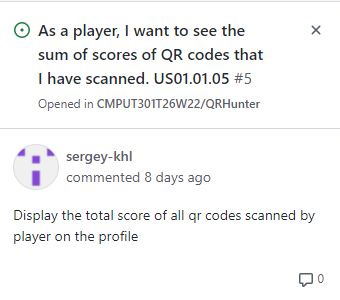 As a player, I want to see the
sum of scores of QR codes that
I have scanned. US01.01.05 #5
Opened in CMPUT301T26W22/QRHunter
sergey-khl
commented 8 days ago
Display the total score of all qr codes scanned by
player on the profile
0